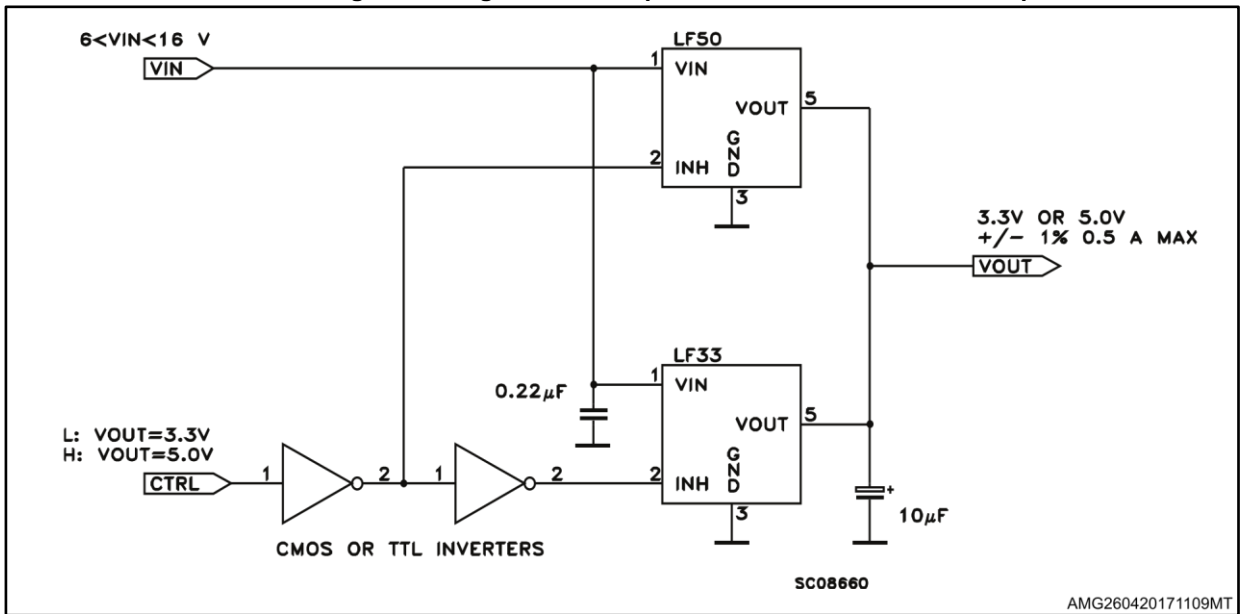 6<VIN<16 V
VIN
LF50
1 VIN
VOUT 5
2 INH
GND
3
3.3V OR 5.0V
+/- 1% 0.5 A MAX
VOUT
LF33
0.22μF
1 VIN
VOUT 5
L: VOUT=3.3V
H: VOUT=5.0V
CTRL
1 2 1 2
2 INH
GND
3
+
10μF
CMOS OR TTL INVERTERS
SC08660
AMG260420171109MT